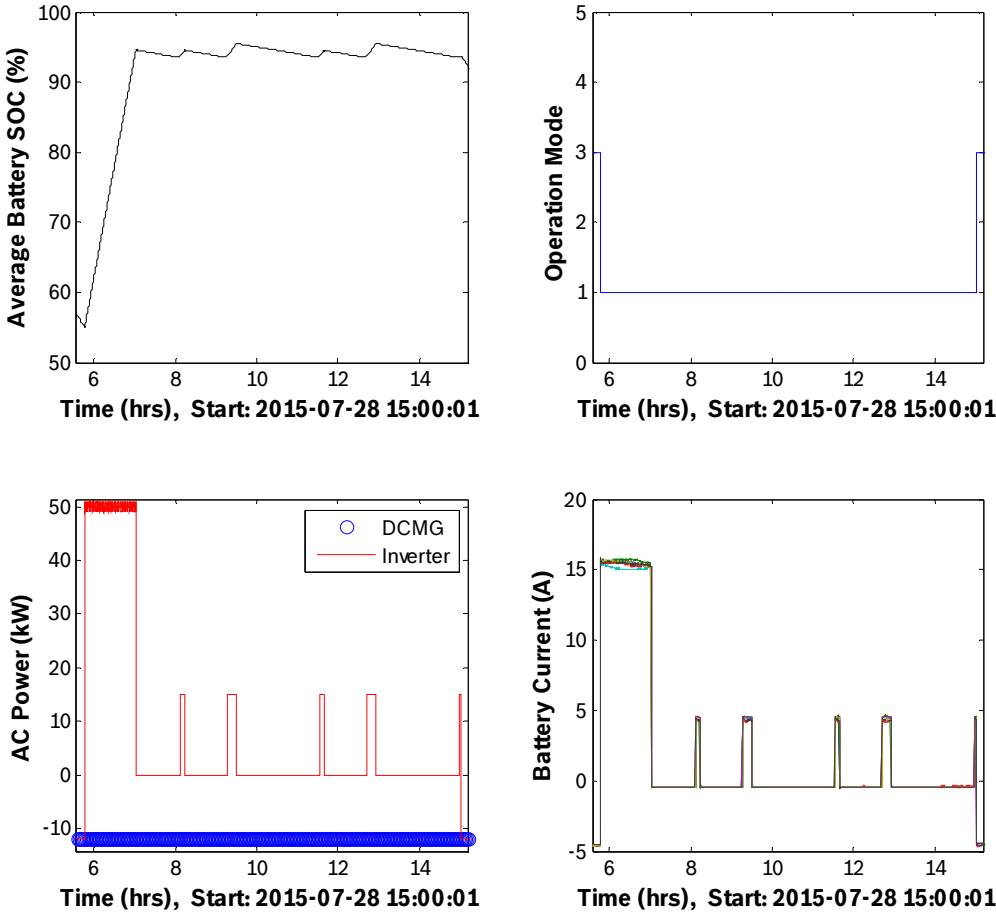 Average Battery SOC (%)
100
90
80
70
60
50
6 8 10 12 14
Time (hrs), Start: 2015-07-28 15:00:01
Operation Mode
5
4
3
2
1
0
6 8 10 12 14
Time (hrs), Start: 2015-07-28 15:00:01
AC Power (kW)
50
40
30
20
10
0
-10
DCMG
Inverter
6 8 10 12 14
Time (hrs), Start: 2015-07-28 15:00:01
Battery Current (A)
20
15
10
5
0
-5
6 8 10 12 14
Time (hrs), Start: 2015-07-28 15:00:01